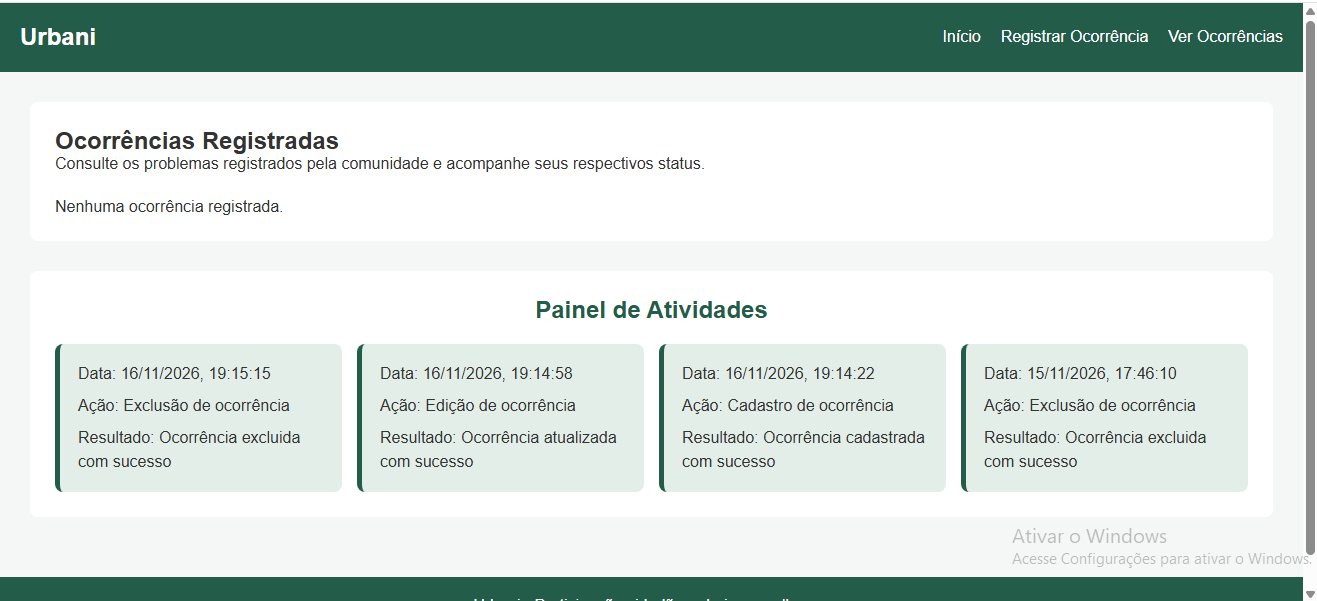 Urbani
Início Registrar Ocorrência Ver Ocorrências
Ocorrências Registradas
Consulte os problemas registrados pela comunidade e acompanhe seus respectivos status.
Nenhuma ocorrência registrada.
Painel de Atividades
Data: 16/11/2026, 19:15:15
Ação: Exclusão de ocorrência
Resultado: Ocorrência excluida
com sucesso
Data: 16/11/2026, 19:14:58
Ação: Edição de ocorrência
Resultado: Ocorrência atualizada
com sucesso
Data: 16/11/2026, 19:14:22
Ação: Cadastro de ocorrência
Resultado: Ocorrência cadastrada
com sucesso
Data: 15/11/2026, 17:46:10
Ação: Exclusão de ocorrência
Resultado: Ocorrência excluida
com sucesso
Ativar o Windows
Acesse Configurações para ativar o Windows.